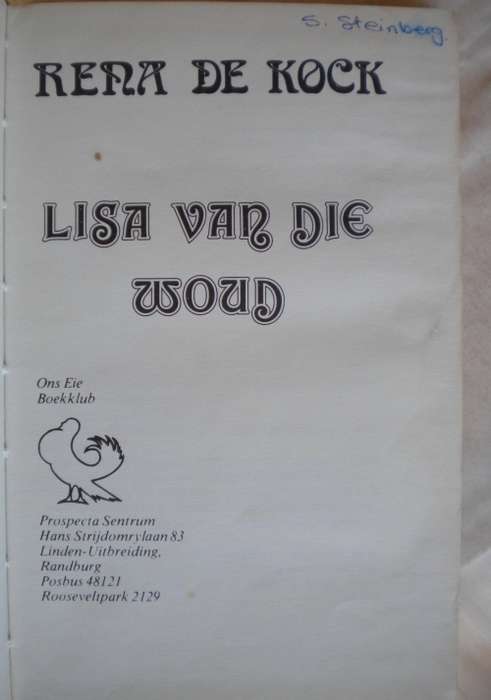 S. Steinberg.
RENA DE KOCK
LISA VAN DIE
WOUD
Ons Eie
Boekklub
Prospecta Sentrum
Hans Strijdomrylaan 83
Linden-Uitbreiding,
Randburg
Posbus 48121
Rooseveltpark 2129